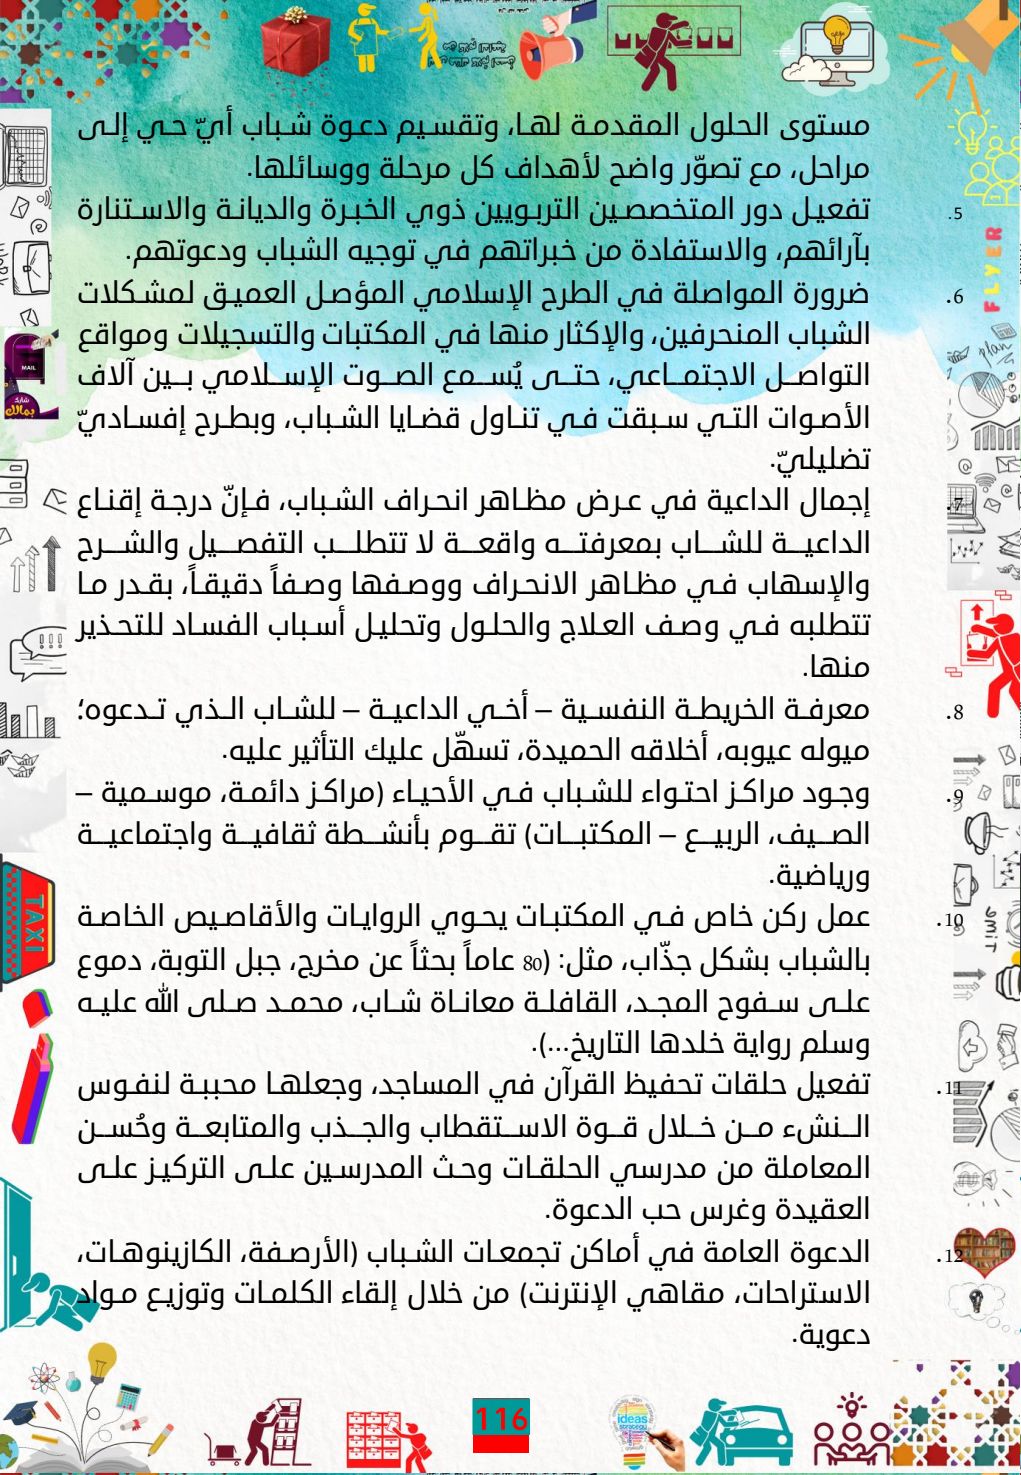 مستوى الحلول المقدمة لها، وتقسيم دعوة شباب أيّ حي إلى
مراحل، مع تصوّر واضح لأهداف كل مرحلة ووسائلها.
5. تفعيل دور المتخصصين التربويين ذوي الخبرة والديانة والاستنارة
بآرائهم، والاستفادة من خبراتهم في توجيه الشباب ودعوتهم.
6. ضرورة المواصلة في الطرح الإسلامي المؤصل العميق لمشكلات
الشباب المنحرفين، والإكثار منها في المكتبات والتسجيلات ومواقع
التواصل الاجتماعي، حتى يُسمع الصوت الإسلامي بين آلاف
الأصوات التي سبقت في تناول قضايا الشباب، وبطرح إفساديّ
تضليليّ.
7. إجمال الداعية في عرض مظاهر انحراف الشباب، فإنّ درجة إقناع
الداعية للشاب بمعرفته واقعة لا تتطلب التفصيل والشرح
والإسهاب في مظاهر الانحراف ووصفها وصفاً دقيقاً، بقدر ما
تتطلبه في وصف العلاج والحلول وتحليل أسباب الفساد للتحذير
منها.
8. معرفة الخريطة النفسية – أخي الداعية – للشاب الذي تدعوه؛
ميوله عيوبه، أخلاقه الحميدة، تسهّل عليك التأثير عليه.
9. وجود مراكز احتواء للشباب في الأحياء (مراكز دائمة، موسمية –
الصيف، الربيع – المكتبات) تقوم بأنشطة ثقافية واجتماعية
ورياضية.
10. عمل ركن خاص في المكتبات يحوي الروايات والأقاصيص الخاصة
بالشباب بشكل جذّاب، مثل: (80 عاماً بحثاً عن مخرج، جبل التوبة، دموع
على سفوح المجد، القافلة معاناة شاب، محمد صلى الله عليه
وسلم رواية خلدها التاريخ...).
11. تفعيل حلقات تحفيظ القرآن في المساجد، وجعلها محببة لنفوس
النشء من خلال قوة الاستقطاب والجذب والمتابعة وحُسن
المعاملة من مدرسي الحلقات وحث المدرسين على التركيز على
العقيدة وغرس حب الدعوة.
12. الدعوة العامة في أماكن تجمعات الشباب (الأرصفة، الكازينوهات،
الاستراحات، مقاهي الإنترنت) من خلال إلقاء الكلمات وتوزيع مواد
دعوية.
FLYER
plan
MAIL
شارك
بمالك
TAXI
Time
ideas
116